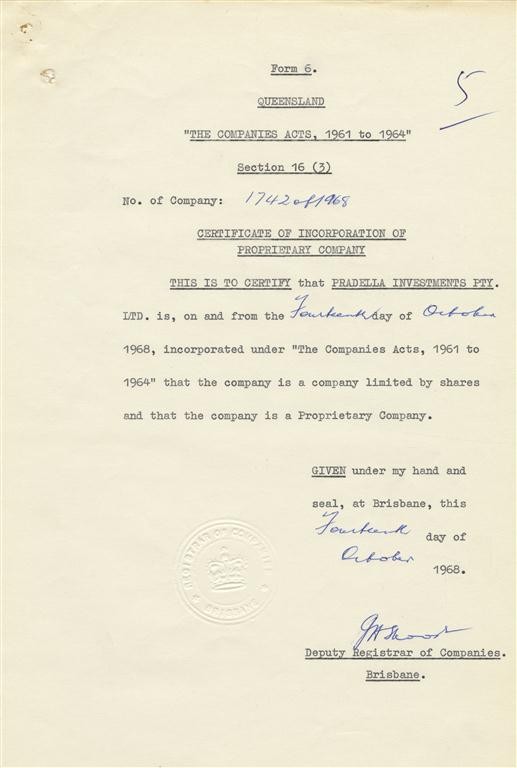 Form 6.
5
QUEENSLAND
"THE COMPANIES ACTS, 1961 to 1964"
Section 16 (3)
No. of Company: 1742 of 1968
CERTIFICATE OF INCORPORATION OF
PROPRIETARY COMPANY
THIS IS TO CERTIFY that PRADELLA INVESTMENTS PTY.
LTD. is, on and from the Fourteenth day of October
1968, incorporated under "The Companies Acts, 1961 to
1964" that the company is a company limited by shares
and that the company is a Proprietary Company.
GIVEN under my hand and
seal, at Brisbane, this
Fourteenth day of
October 1968.
REGISTRAR OF COMPANIES
BRISBANE
Deputy Registrar of Companies.
Brisbane.